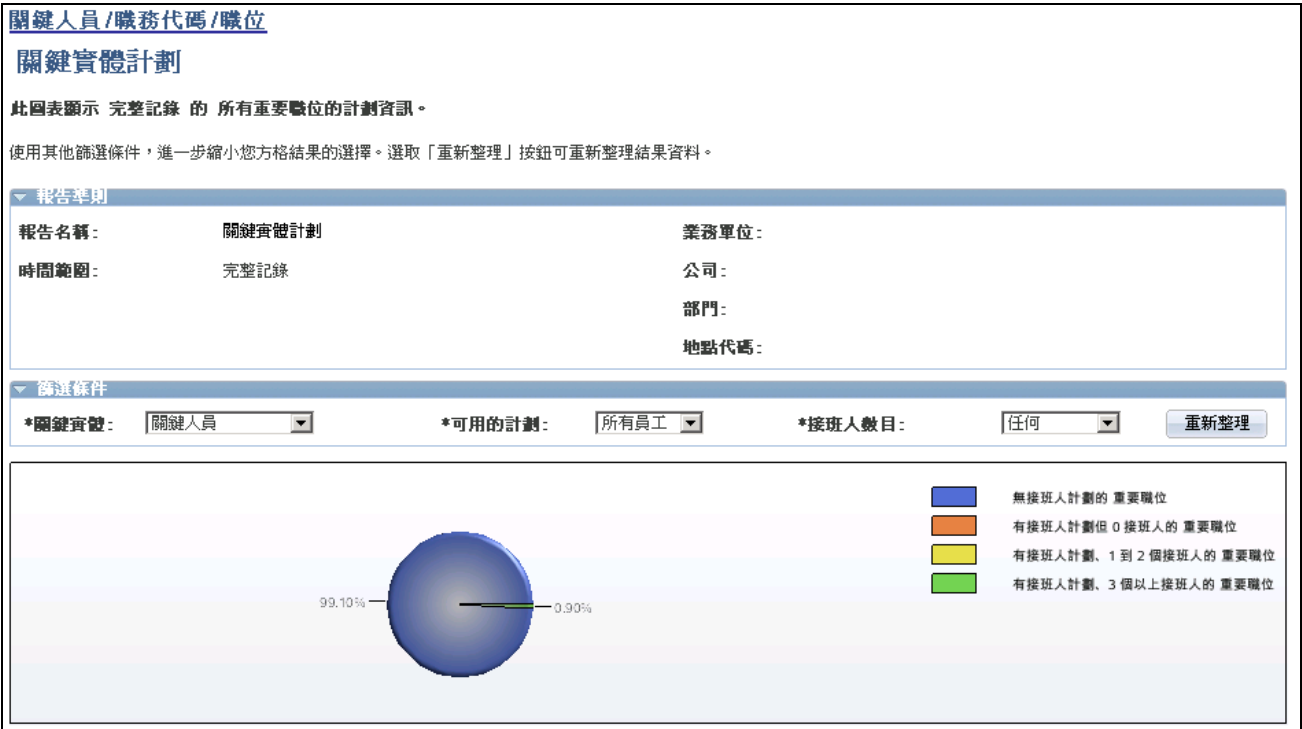 關鍵人員/職務代碼/職位
關鍵實體計劃
此圖表顯示 完整記錄 的 所有重要職位的計劃資訊。
使用其他篩選條件，進一步縮小您方格結果的選擇。選取「重新整理」按鈕可重新整理結果資料。
報告準則
報告名稱: 關鍵實體計劃 業務單位:
時間範圍: 完整記錄 公司:
部門:
地點代碼:
篩選條件
*關鍵實體: 關鍵人員 *可用的計劃: 所有員工 *接班人數目: 任何 重新整理
無接班人計劃的 重要職位
有接班人計劃但 0 接班人的 重要職位
有接班人計劃、1 到 2 個接班人的 重要職位
有接班人計劃、3 個以上接班人的 重要職位
99.10% 0.90%